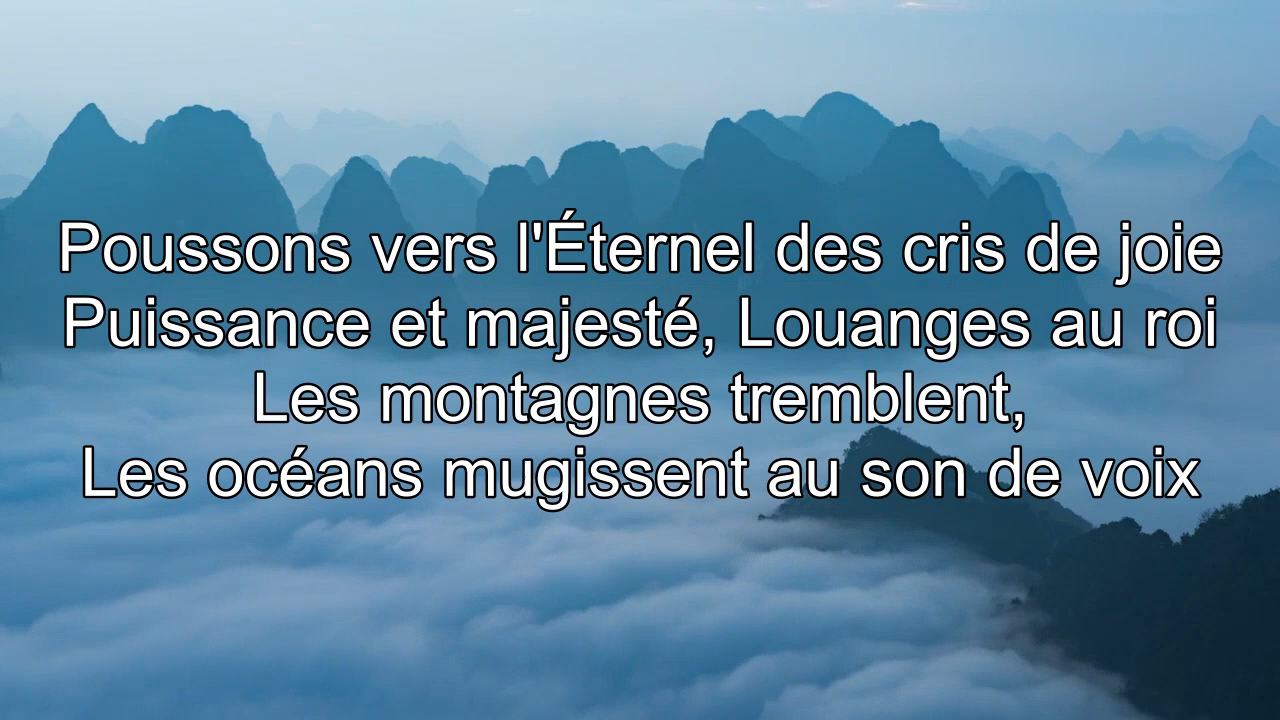 Poussons vers l'Éternel des cris de joie
Puissance et majesté, Louanges au roi
Les montagnes tremblent,
Les océans mugissent au son de voix